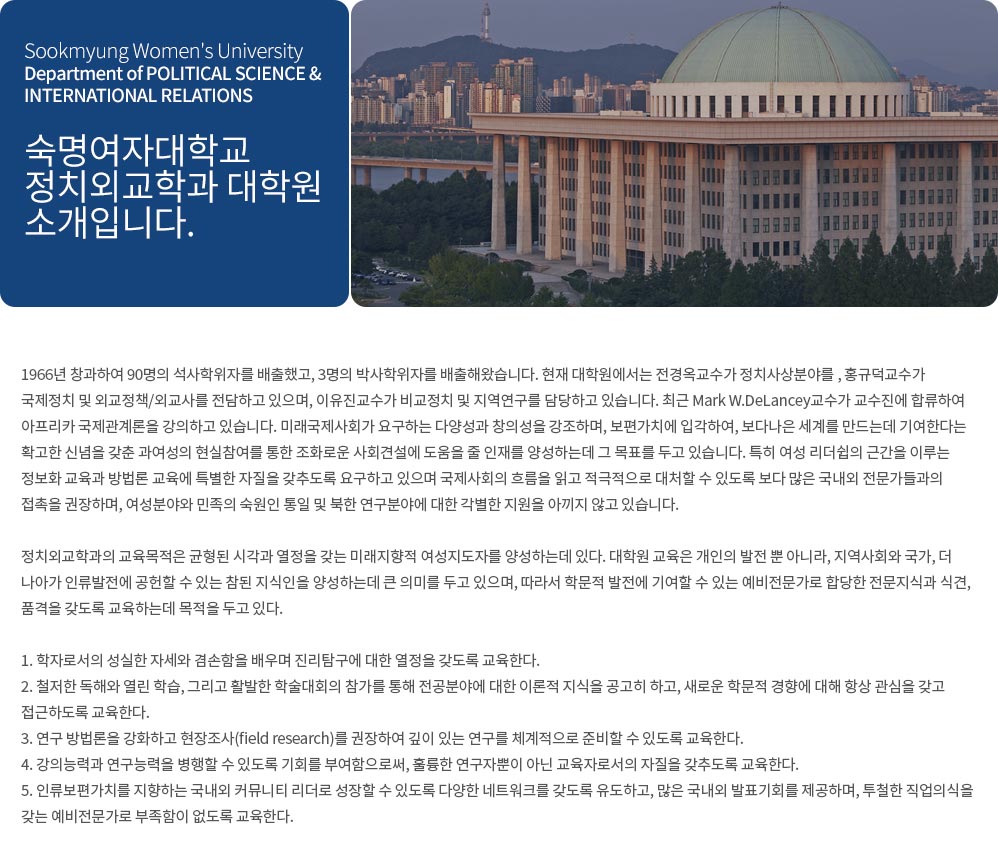 Sookmyung Women's University
Department of POLITICAL SCIENCE &
INTERNATIONAL RELATIONS
숙명여자대학교
정치외교학과 대학원
소개입니다.
1966년 창과하여 90명의 석사학위자를 배출했고, 3명의 박사학위자를 배출해왔습니다. 현재 대학원에서는 전경옥교수가 정치사상분야를 , 홍규덕교수가
국제정치 및 외교정책/외교사를 전담하고 있으며, 이유진교수가 비교정치 및 지역연구를 담당하고 있습니다. 최근 Mark W.DeLancey교수가 교수진에 합류하여
아프리카 국제관계론을 강의하고 있습니다. 미래국제사회가 요구하는 다양성과 창의성을 강조하며, 보편가치에 입각하여, 보다나은 세계를 만드는데 기여한다는
확고한 신념을 갖춘 과여성의 현실참여를 통한 조화로운 사회견설에 도움을 줄 인재를 양성하는데 그 목표를 두고 있습니다. 특히 여성 리더쉽의 근간을 이루는
정보화 교육과 방법론 교육에 특별한 자질을 갖추도록 요구하고 있으며 국제사회의 흐름을 읽고 적극적으로 대처할 수 있도록 보다 많은 국내외 전문가들과의
접촉을 권장하며, 여성분야와 민족의 숙원인 통일 및 북한 연구분야에 대한 각별한 지원을 아끼지 않고 있습니다.
정치외교학과의 교육목적은 균형된 시각과 열정을 갖는 미래지향적 여성지도자를 양성하는데 있다. 대학원 교육은 개인의 발전 뿐 아니라, 지역사회와 국가, 더
나아가 인류발전에 공헌할 수 있는 참된 지식인을 양성하는데 큰 의미를 두고 있으며, 따라서 학문적 발전에 기여할 수 있는 예비전문가로 합당한 전문지식과 식견,
품격을 갖도록 교육하는데 목적을 두고 있다.
1. 학자로서의 성실한 자세와 겸손함을 배우며 진리탐구에 대한 열정을 갖도록 교육한다.
2. 철저한 독해와 열린 학습, 그리고 활발한 학술대회의 참가를 통해 전공분야에 대한 이론적 지식을 공고히 하고, 새로운 학문적 경향에 대해 항상 관심을 갖고
접근하도록 교육한다.
3. 연구 방법론을 강화하고 현장조사(field research)를 권장하여 깊이 있는 연구를 체계적으로 준비할 수 있도록 교육한다.
4. 강의능력과 연구능력을 병행할 수 있도록 기회를 부여함으로써, 훌륭한 연구자뿐이 아닌 교육자로서의 자질을 갖추도록 교육한다.
5. 인류보편가치를 지향하는 국내외 커뮤니티 리더로 성장할 수 있도록 다양한 네트워크를 갖도록 유도하고, 많은 국내외 발표기회를 제공하며, 투철한 직업의식을
갖는 예비전문가로 부족함이 없도록 교육한다.